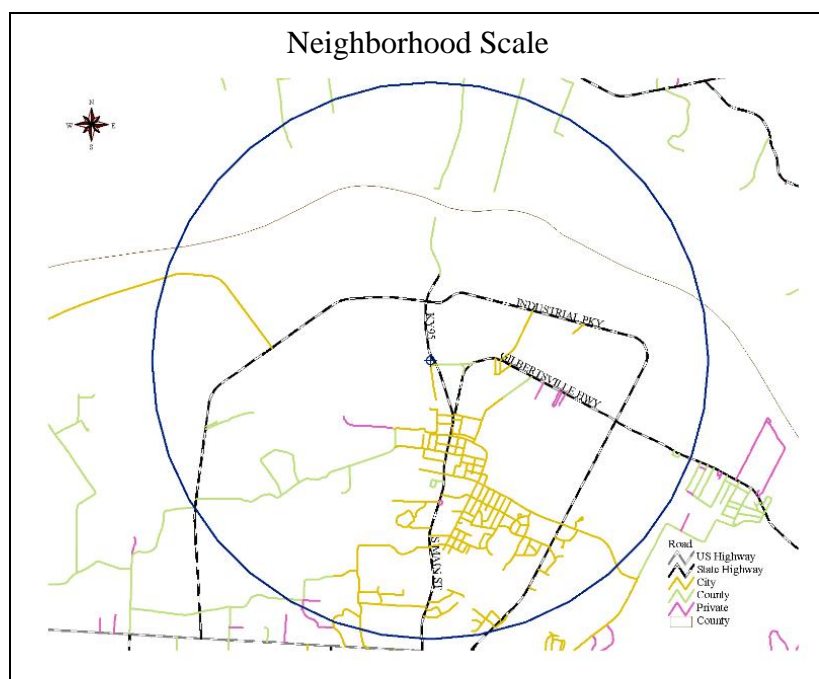 Neighborhood Scale
N
W E
S
INDUSTRIAL PKY
KY95
GILBERTSVILLE HWY
S MAIN ST
Road
US Highway
State Highway
City
County
Private
County